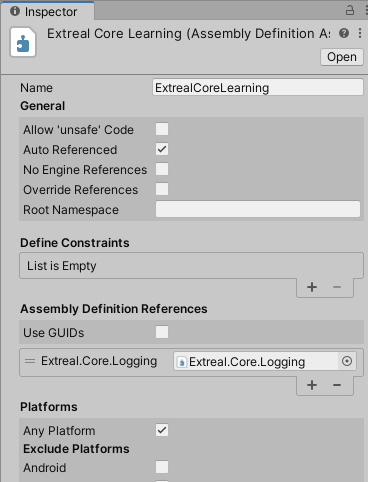 Inspector
Extreal Core Learning (Assembly Definition As
Open
Name ExtrealCoreLearning
General
Allow 'unsafe' Code
Auto Referenced
No Engine References
Override References
Root Namespace
Define Constraints
List is Empty
Assembly Definition References
Use GUIDs
Extreal.Core.Logging Extreal.Core.Logging
Platforms
Any Platform
Exclude Platforms
Android